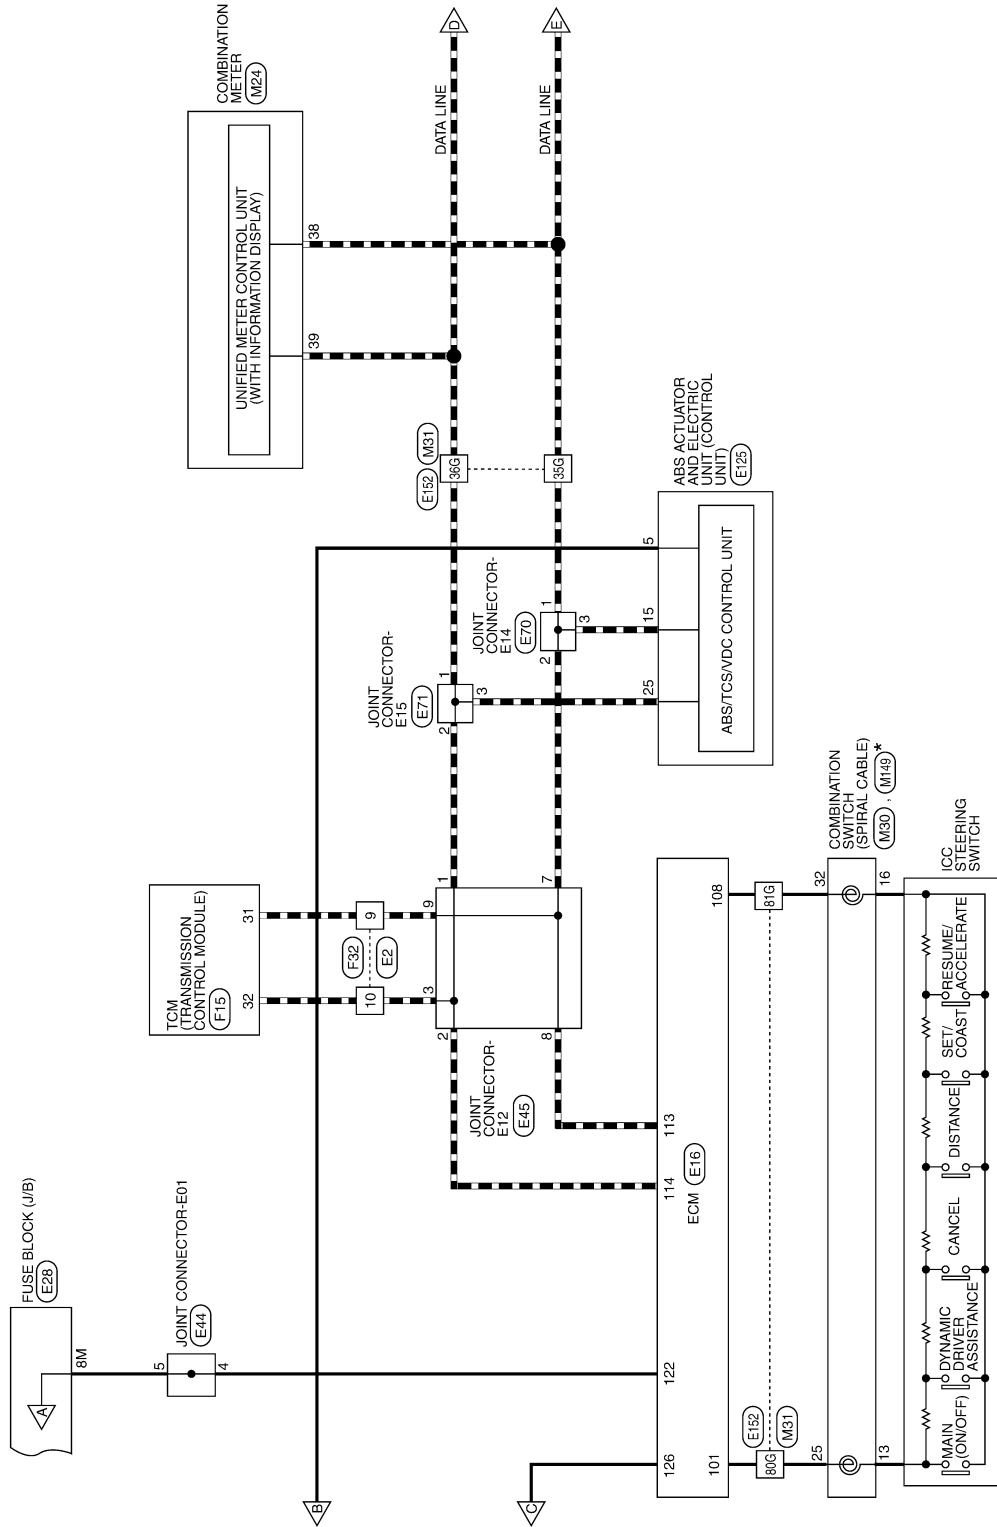 FUSE BLOCK (J/B)
E28
A
8M
5
JOINT CONNECTOR-E01
E44
4
122
B
C
126
TCM
(TRANSMISSION
CONTROL MODULE)
F15
32
31
10
9
F32
E2
3
9
2
1
8
7
JOINT
CONNECTOR-
E12
E45
114
113
ECM
E16
101
108
COMBINATION
METER
M24
UNIFIED METER CONTROL UNIT
(WITH INFORMATION DISPLAY)
39
38
DATA LINE
D
DATA LINE
E
E152
M31
36G
35G
JOINT
CONNECTOR-
E15
E71
2
1
3
JOINT
CONNECTOR-
E14
E70
2
1
3
25
15
5
ABS ACTUATOR
AND ELECTRIC
UNIT (CONTROL
UNIT)
E125
ABS/TCS/VDC CONTROL UNIT
E152
M31
80G
81G
25
32
COMBINATION
SWITCH
(SPIRAL CABLE)
M30 , M149 *
13
16
ICC
STEERING
SWITCH
MAIN
(ON/OFF)
DYNAMIC
DRIVER
ASSISTANCE
CANCEL
DISTANCE
SET/
COAST
RESUME/
ACCELERATE